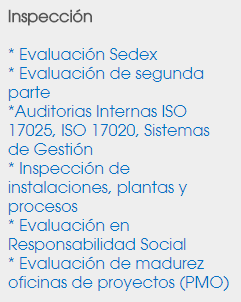 Inspección
* Evaluación Sedex
* Evaluación de segunda
parte
*Auditorias Internas ISO
17025, ISO 17020, Sistemas
de Gestión
* Inspección de
instalaciones, plantas y
procesos
* Evaluación en
Responsabilidad Social
* Evaluación de madurez
oficinas de proyectos (PMO)